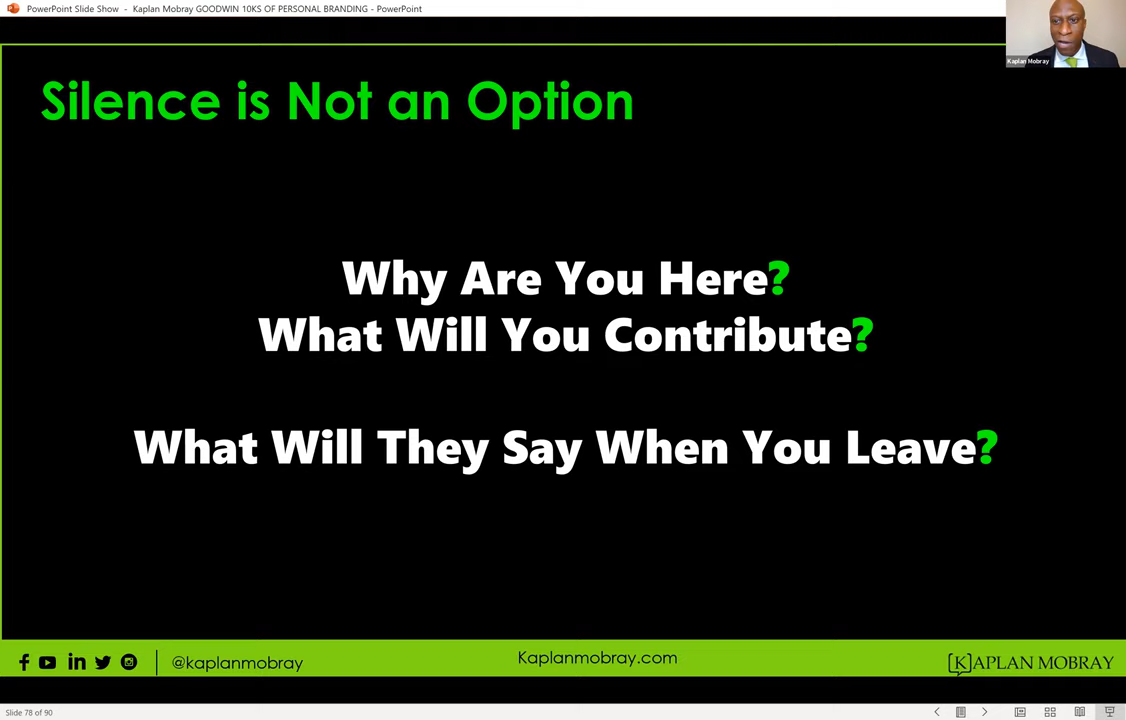 PowerPoint Slide Show - Kaplan Mobray GOODWIN 10KS OF PERSONAL BRANDING - PowerPoint
Kaplan Mobray
Silence is Not an Option
Why Are You Here?
What Will You Contribute?
What Will They Say When You Leave?
@kaplanmobray
Kaplanmobray.com
[K]APLAN MOBRAY
Slide 78 of 90